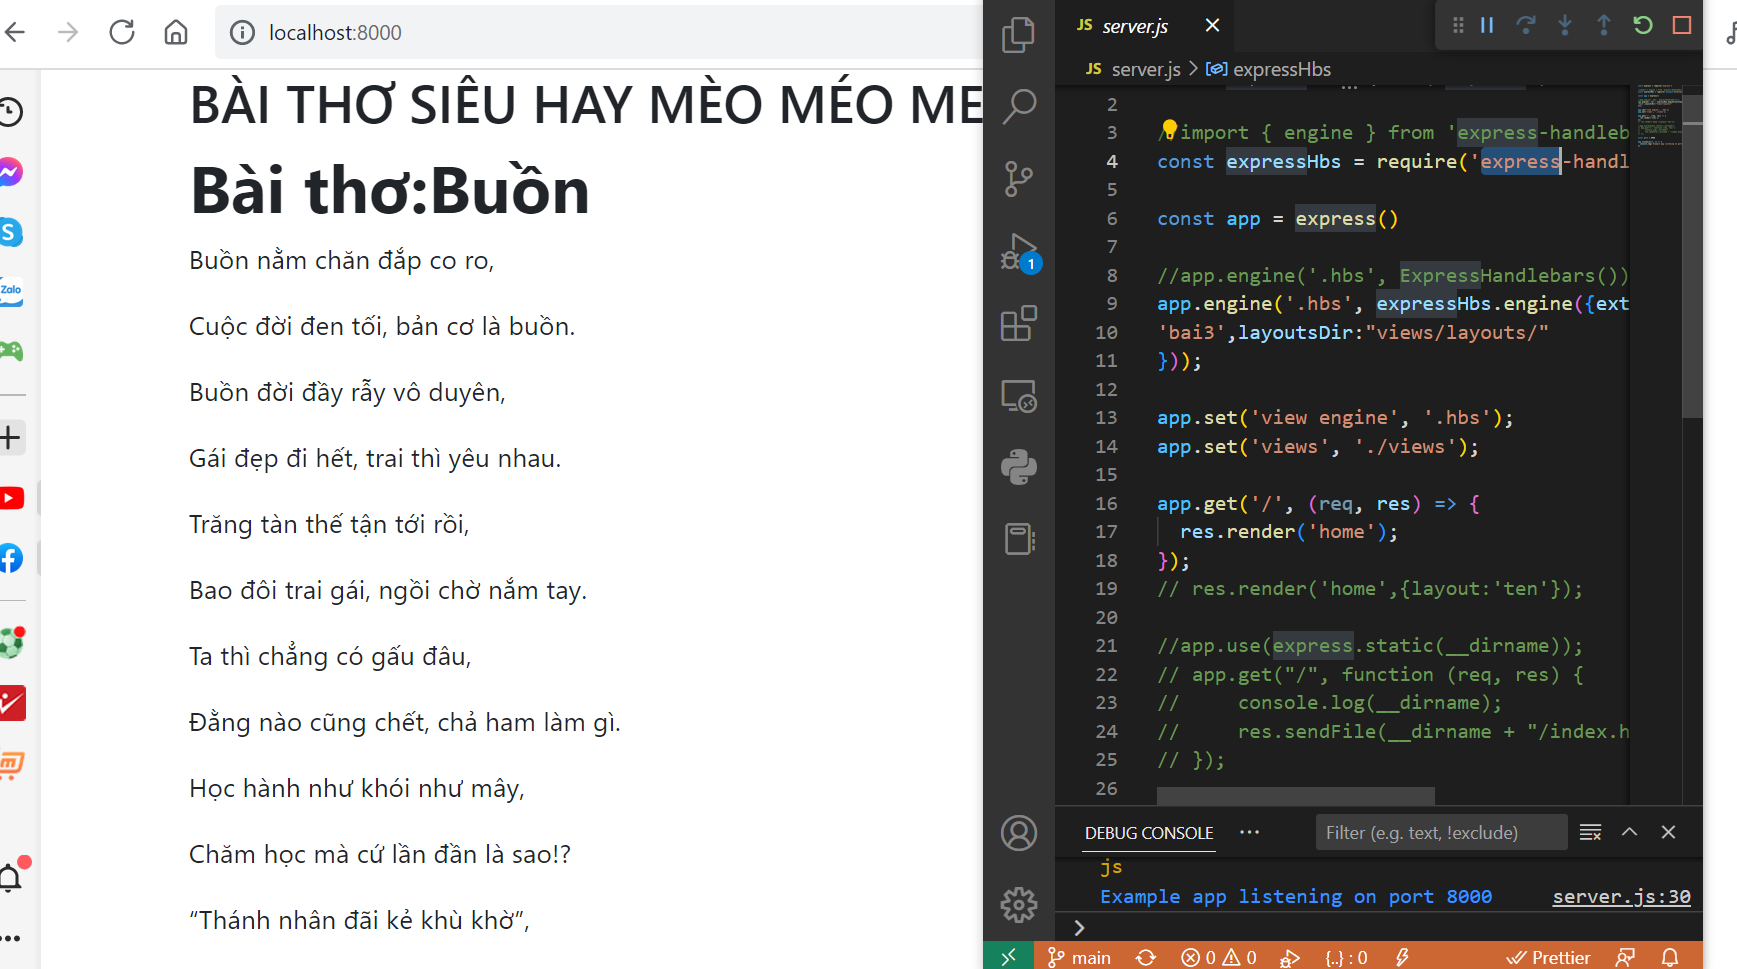 localhost:8000
BÀI THƠ SIÊU HAY MÈO MÉO ME
Bài thơ:Buồn
Buồn nằm chăn đắp co ro,
Cuộc đời đen tối, bản cơ là buồn.
Buồn đời đầy rẫy vô duyên,
Gái đẹp đi hết, trai thì yêu nhau.
Trăng tàn thế tận tới rồi,
Bao đôi trai gái, ngồi chờ nắm tay.
Ta thì chẳng có gấu đâu,
Đằng nào cũng chết, chả ham làm gì.
Học hành như khói như mây,
Chăm học mà cứ lần đần là sao!?
“Thánh nhân đãi kẻ khù khờ”,
Zalo
JS server.js
JS server.js > expressHbs
2
3 //import { engine } from 'express-handleb
4 const expressHbs = require('express-handl
5
6 const app = express()
7
8 //app.engine('.hbs', ExpressHandlebars())
9 app.engine('.hbs', expressHbs.engine({ext
10 'bai3',layoutsDir:"views/layouts/"
11 }));
12
13 app.set('view engine', '.hbs');
14 app.set('views', './views');
15
16 app.get('/', (req, res) => {
17 res.render('home');
18 });
19 // res.render('home',{layout:'ten'});
20
21 //app.use(express.static(__dirname));
22 // app.get("/", function (req, res) {
23 // console.log(__dirname);
24 // res.sendFile(__dirname + "/index.h
25 // });
26
1
DEBUG CONSOLE
Filter (e.g. text, !exclude)
js
Example app listening on port 8000 server.js:30
main 0 0 {..} : 0 Prettier